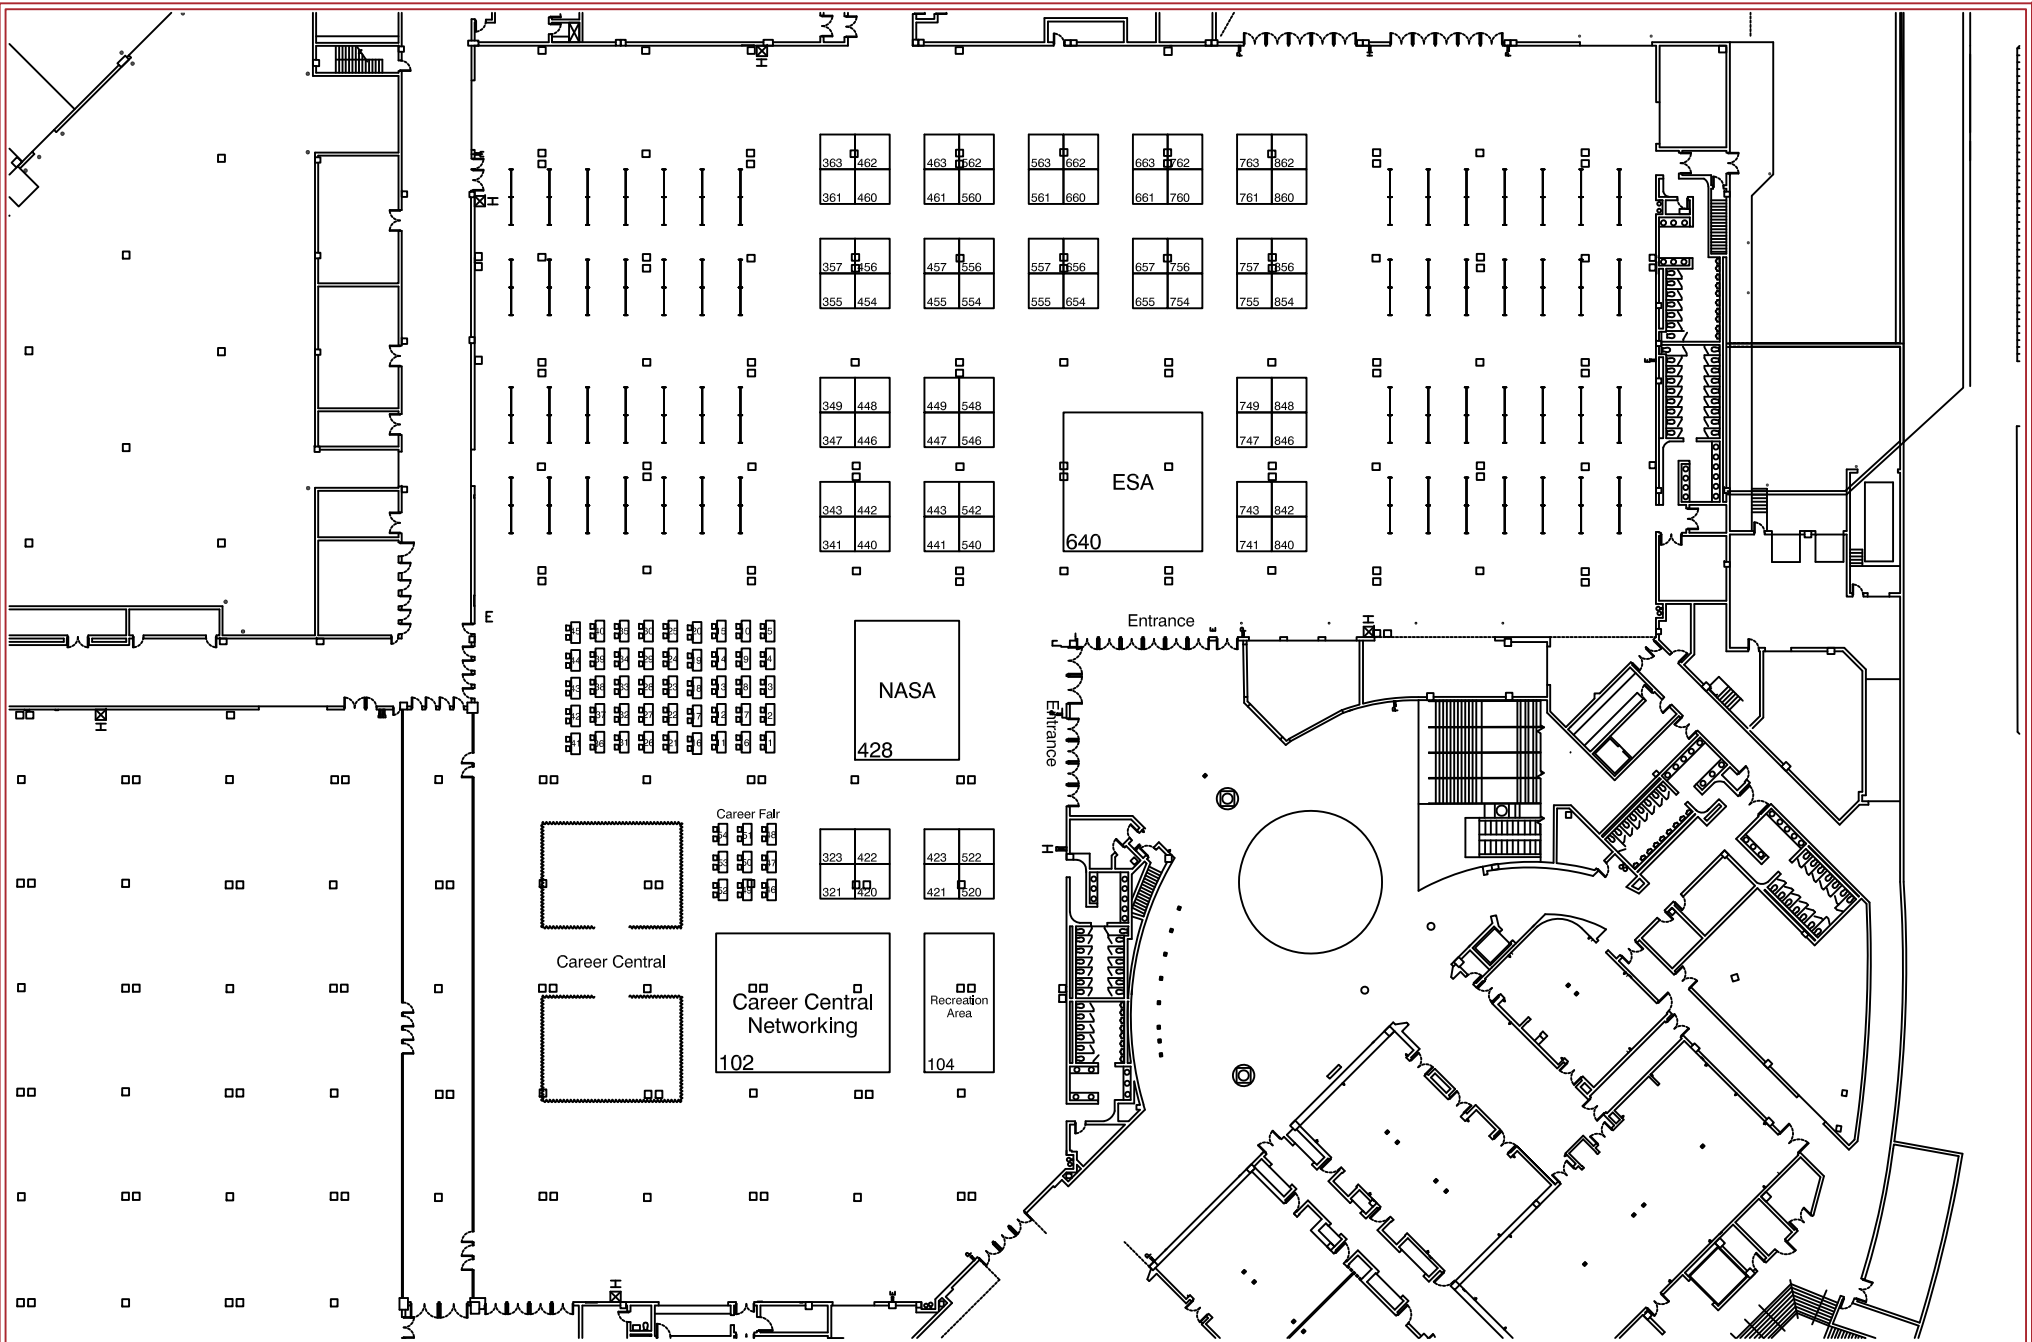 363 462 463 562 563 662 663 762 763 862
361 460 461 560 561 660 661 760 761 860
357 456 457 556 557 656 657 756 757 856
355 454 455 554 555 654 655 754 755 854
349 448 449 548 749 848
347 446 447 546 747 846
ESA
343 442 443 542 743 842
341 440 441 540 640 741 840
Entrance
NASA
428
Entrance
Career Fair
323 422 423 522
321 420 421 520
Career Central
Career Central
Networking
102
Recreation
Area
104
H
H
E
H
H
H
H